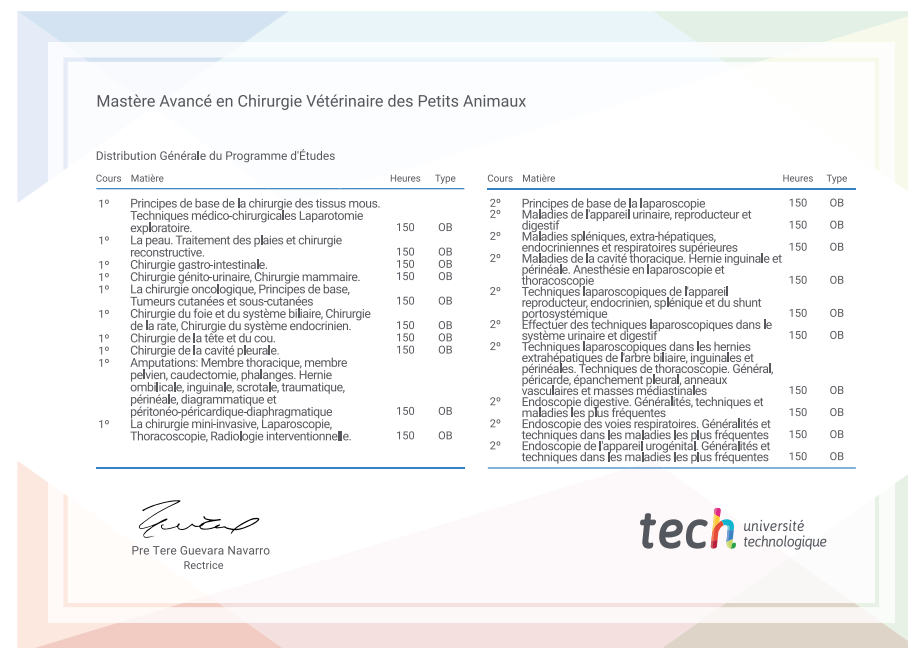 Mastère Avancé en Chirurgie Vétérinaire des Petits Animaux
Distribution Générale du Programme d'Études
Cours Matière Heures Type
1º Principes de base de la chirurgie des tissus mous.
Techniques médico-chirurgicales Laparotomie
exploratoire. 150 OB
1º La peau. Traitement des plaies et chirurgie
reconstructive. 150 OB
1º Chirurgie gastro-intestinale. 150 OB
1º Chirurgie génito-urinaire, Chirurgie mammaire. 150 OB
1º La chirurgie oncologique, Principes de base,
Tumeurs cutanées et sous-cutanées 150 OB
1º Chirurgie du foie et du système biliaire, Chirurgie
de la rate, Chirurgie du système endocrinien. 150 OB
1º Chirurgie de la tête et du cou. 150 OB
1º Chirurgie de la cavité pleurale. 150 OB
1º Amputations: Membre thoracique, membre
pelvien, caudectomie, phalanges. Hernie
ombilicale, inguinale, scrotale, traumatique,
périnéale, diagrammatique et
péritonéo-péricardique-diaphragmatique 150 OB
1º La chirurgie mini-invasive, Laparoscopie,
Thoracoscopie, Radiologie interventionnelle. 150 OB
Cours Matière Heures Type
2º Principes de base de la laparoscopie 150 OB
2º Maladies de l'appareil urinaire, reproducteur et
digestif 150 OB
2º Maladies spléniques, extra-hépatiques,
endocriniennes et respiratoires supérieures 150 OB
2º Maladies de la cavité thoracique. Hernie inguinale et
périnéale. Anesthésie en laparoscopie et
thoracoscopie 150 OB
2º Techniques laparoscopiques de l'appareil
reproducteur, endocrinien, splénique et du shunt
portosystémique 150 OB
2º Effectuer des techniques laparoscopiques dans le
système urinaire et digestif 150 OB
2º Techniques laparoscopiques dans les hernies
extrahépatiques de l'arbre biliaire, inguinales et
périnéales. Techniques de thoracoscopie. Général,
péricarde, épanchement pleural, anneaux
vasculaires et masses médiastinales 150 OB
2º Endoscopie digestive. Généralités, techniques et
maladies les plus fréquentes 150 OB
2º Endoscopie des voies respiratoires. Généralités et
techniques dans les maladies les plus fréquentes 150 OB
2º Endoscopie de l'appareil urogénital. Généralités et
techniques dans les maladies les plus fréquentes 150 OB
Pre Tere Guevara Navarro
Rectrice
tech université
technologique